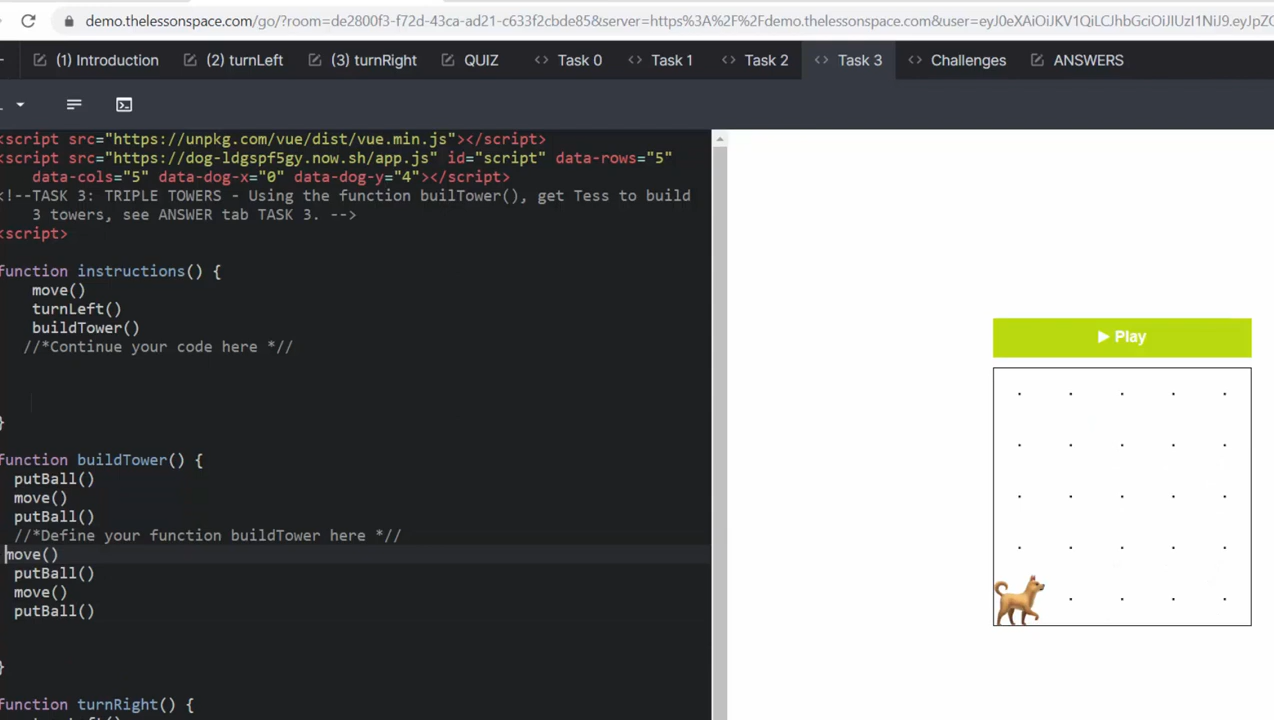 demo.thelessonspace.com/go/?room=de2800f3-f72d-43ca-ad21-c633f2cbde85&server=https%3A%2F%2Fdemo.thelessonspace.com&user=eyJ0eXAiOiJKV1QiLCJhbGciOiJIUzI1NiJ9.eyJpZG
(1) Introduction (2) turnLeft (3) turnRight QUIZ Task 0 Task 1 Task 2 Task 3 Challenges ANSWERS
<script src="https://unpkg.com/vue/dist/vue.min.js"></script>
<script src="https://dog-ldgspf5gy.now.sh/app.js" id="script" data-rows="5"
data-cols="5" data-dog-x="0" data-dog-y="4"></script>
<!--TASK 3: TRIPLE TOWERS - Using the function builTower(), get Tess to build
3 towers, see ANSWER tab TASK 3. -->
<script>
function instructions() {
move()
turnLeft()
buildTower()
//*Continue your code here *//
}
function buildTower() {
putBall()
move()
putBall()
//*Define your function buildTower here *//
move()
putBall()
move()
putBall()
}
function turnRight() {
Play